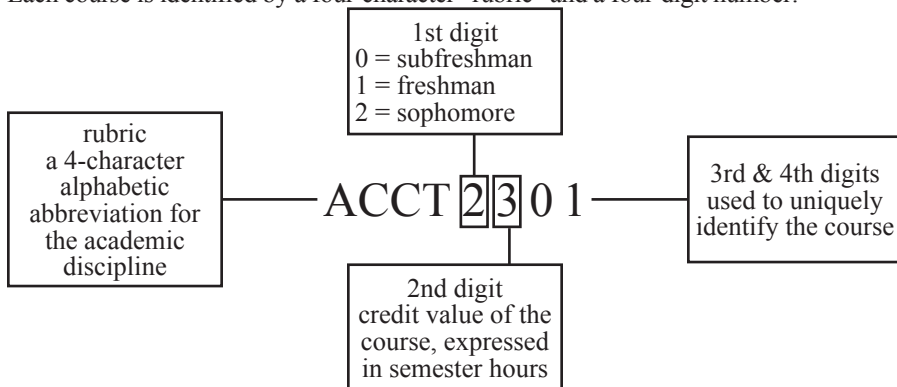 Each course is identified by a four-character "rubric" and a four-digit number.
1st digit
0 = subfreshman
1 = freshman
2 = sophomore
rubric
a 4-character
alphabetic
abbreviation for
the academic
discipline
ACCT 2 3 0 1
3rd & 4th digits
used to uniquely
identify the course
2nd digit
credit value of the
course, expressed
in semester hours